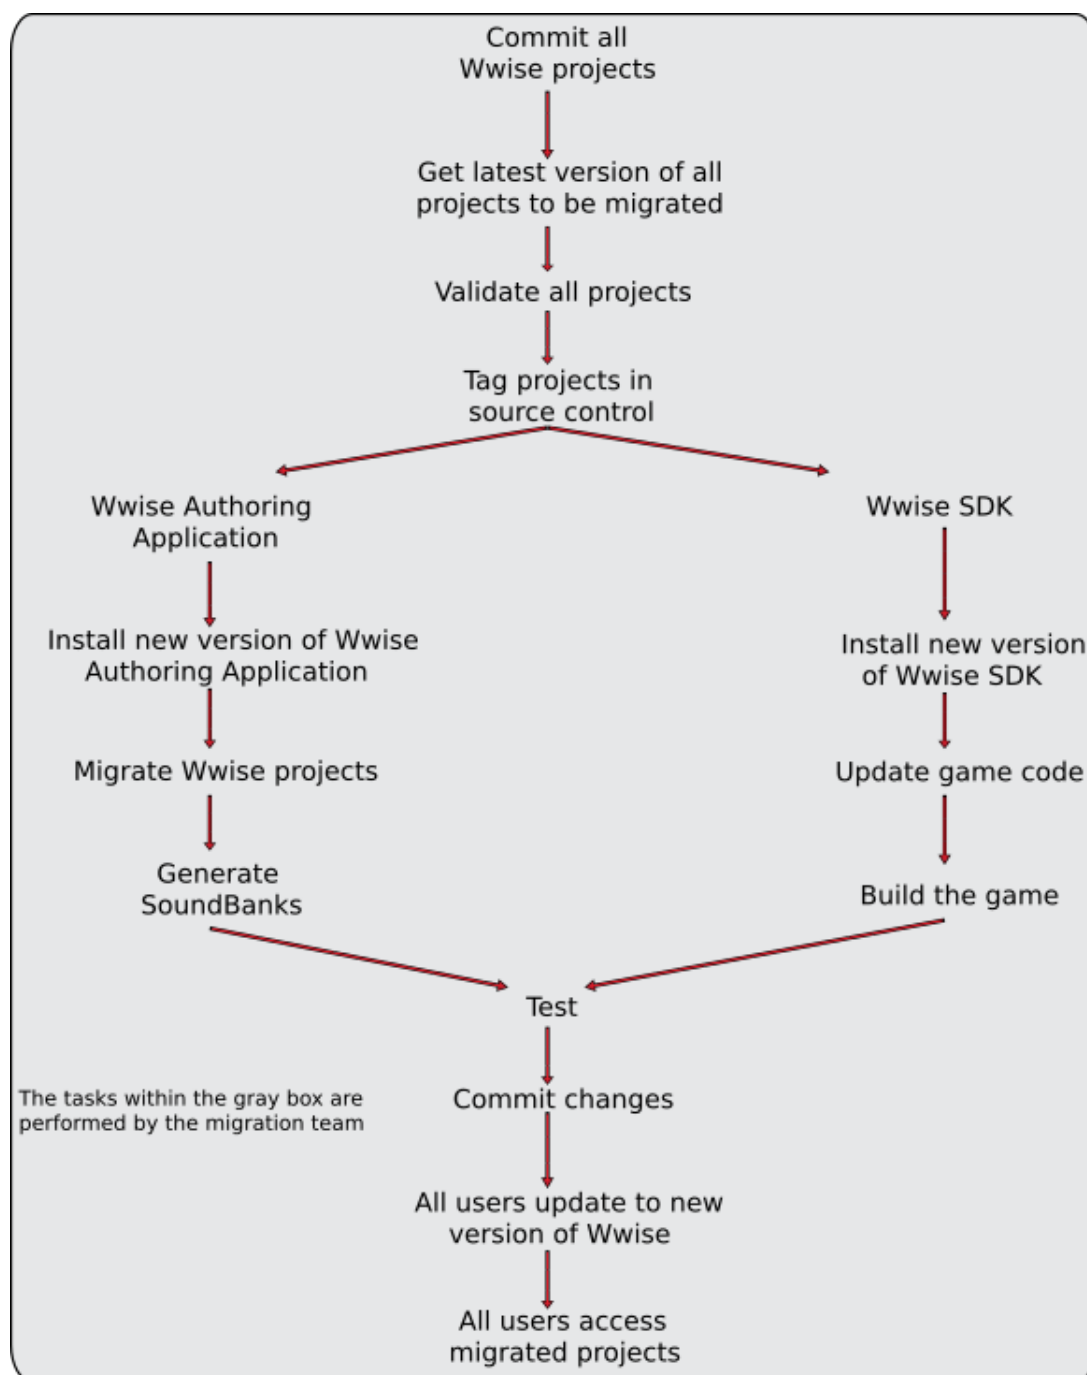 Commit all
Wwise projects
Get latest version of all
projects to be migrated
Validate all projects
Tag projects in
source control
Wwise Authoring
Application
Wwise SDK
Install new version of Wwise
Authoring Application
Install new version
of Wwise SDK
Migrate Wwise projects
Update game code
Generate
SoundBanks
Build the game
Test
The tasks within the gray box are
performed by the migration team
Commit changes
All users update to new
version of Wwise
All users access
migrated projects